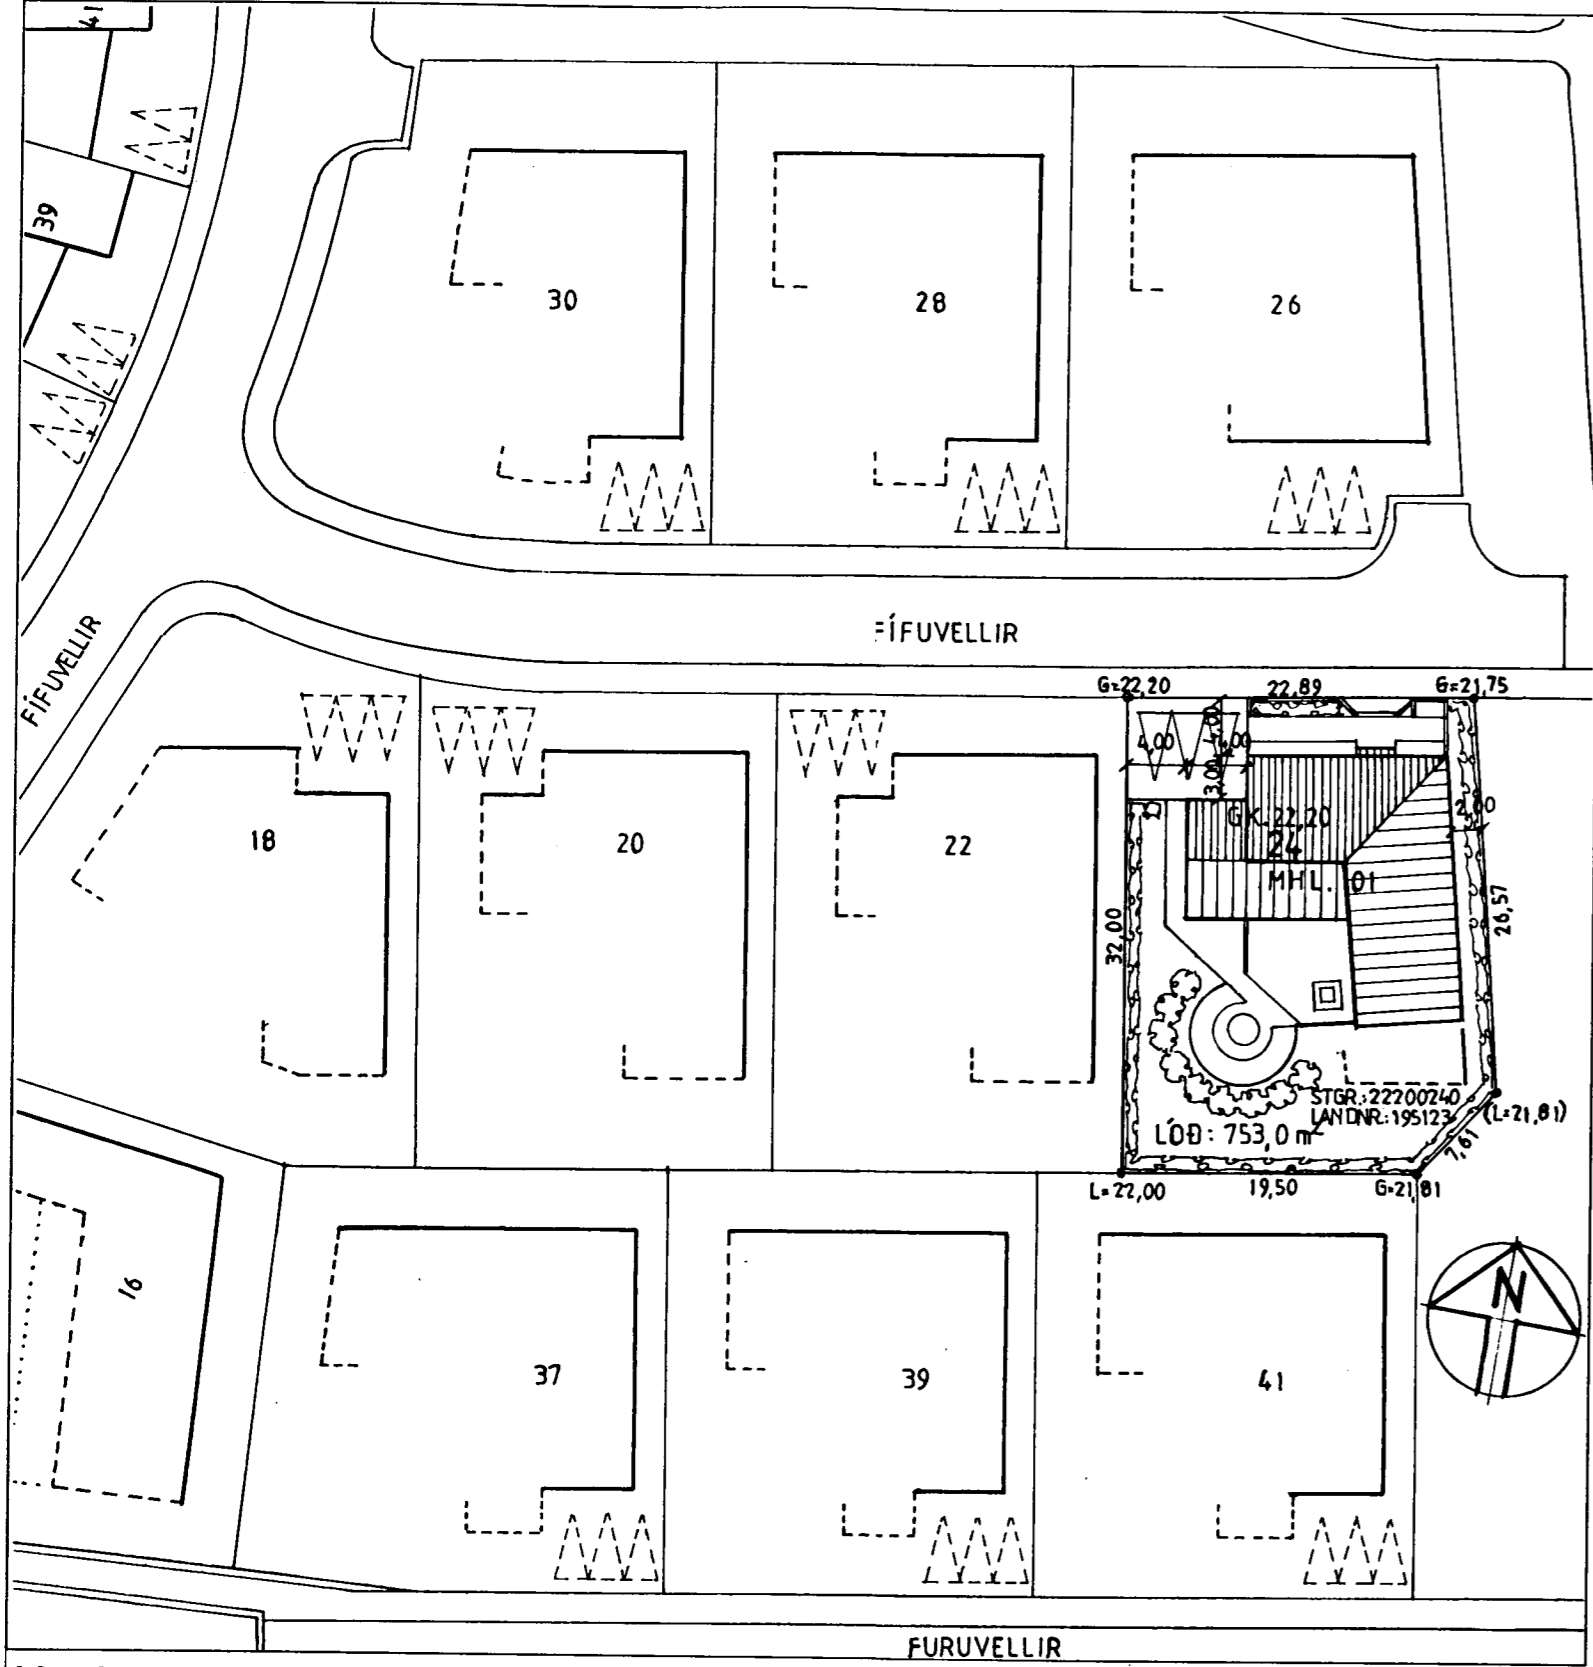 41
39
30
28
26
FÍFUVELLIR
FÍFUVELLIR
G=22,20
22,89
G=21,75
4,00
4,00
4,00
3,00
GK.22,20
2,00
24
MHL. 01
18
20
22
32,00
26,57
STGR.:22200240
LANDNR.:195123
(L=21,81)
LÓÐ: 753,0 m²
7,61
L=22,00
19,50
G=21,81
16
37
39
41
N
FURUVELLIR